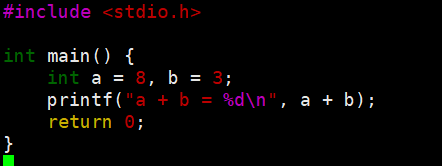 #include <stdio.h>

int main() {
    int a = 8, b = 3;
    printf("a + b = %d\n", a + b);
    return 0;
}